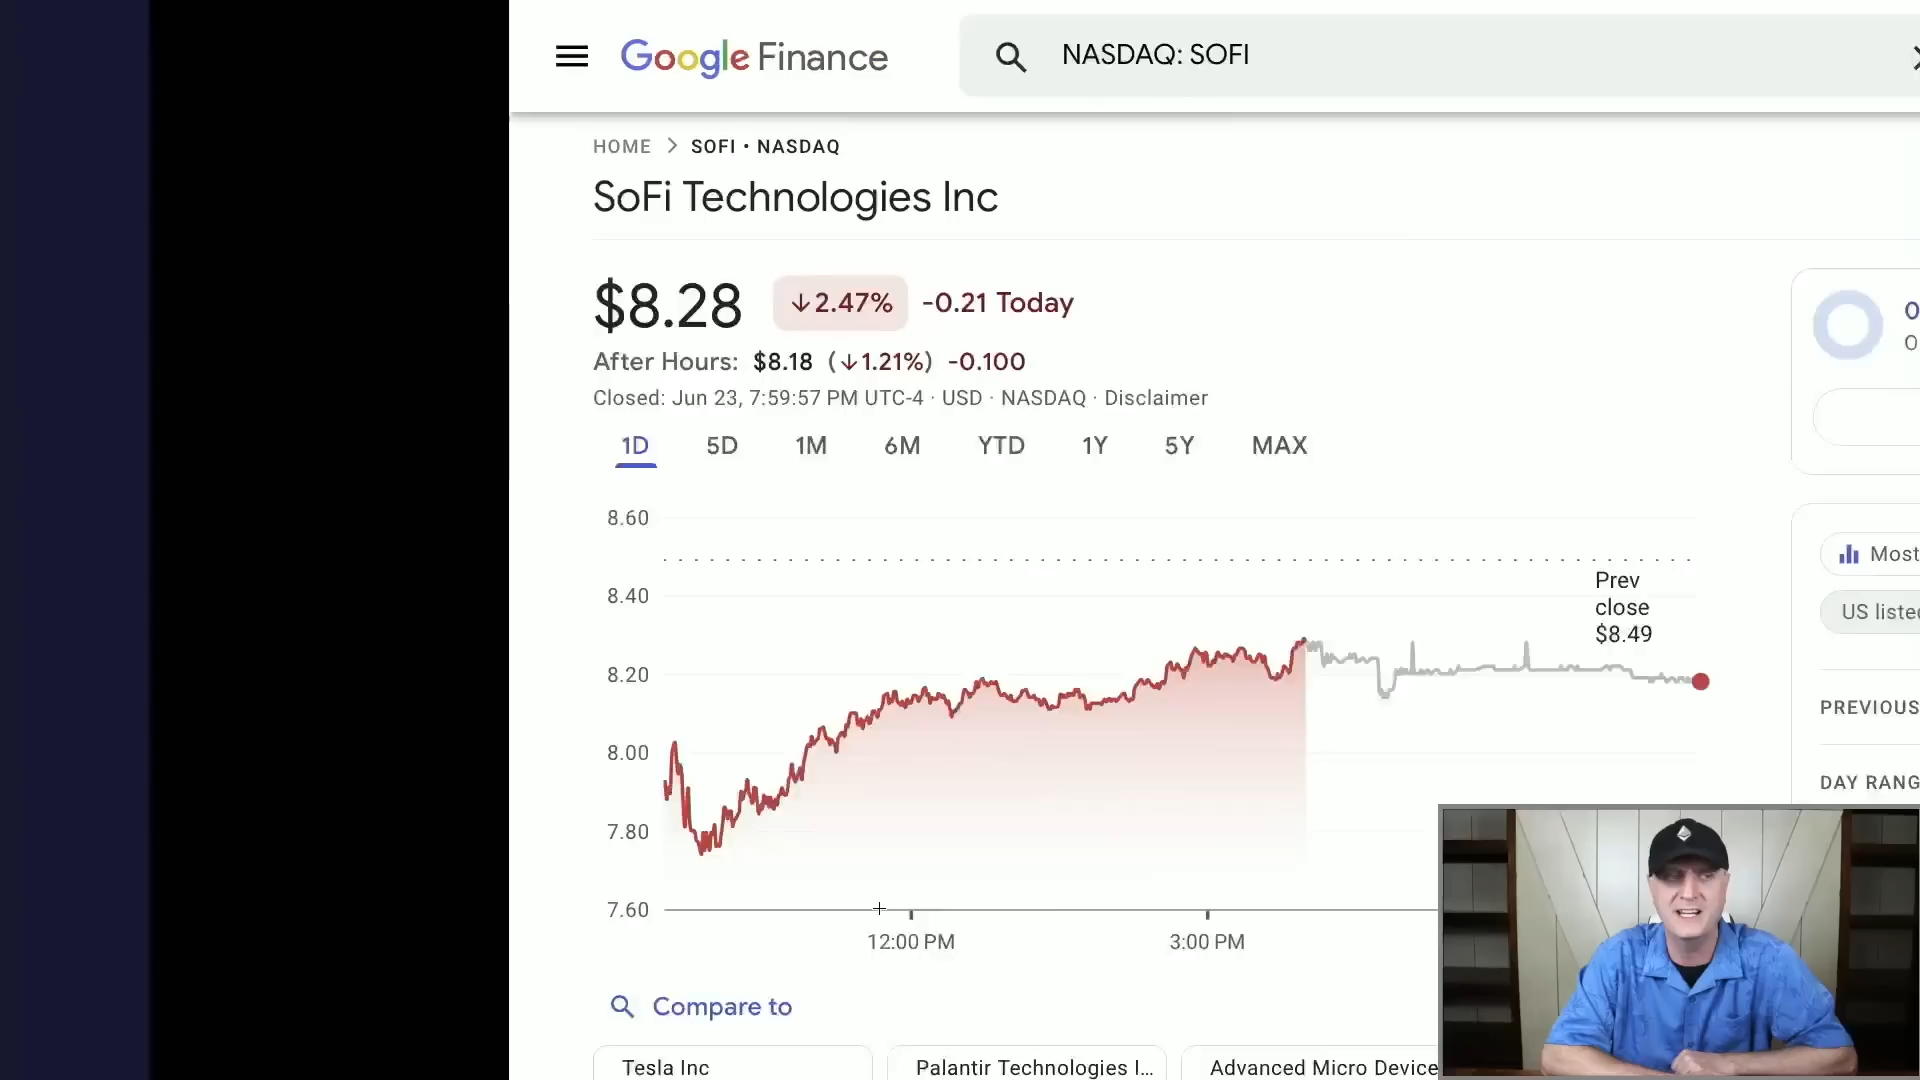 Google Finance
NASDAQ: SOFI
HOME > SOFI • NASDAQ
SoFi Technologies Inc
$8.28 ↓2.47% -0.21 Today
After Hours: $8.18 (↓1.21%) -0.100
Closed: Jun 23, 7:59:57 PM UTC-4 · USD · NASDAQ · Disclaimer
1D 5D 1M 6M YTD 1Y 5Y MAX
8.60
8.40
8.20
8.00
7.80
7.60
Prev
close
$8.49
12:00 PM 3:00 PM
Compare to
Tesla Inc
Palantir Technologies I...
Advanced Micro Device
Most
US liste
PREVIOUS
DAY RANG